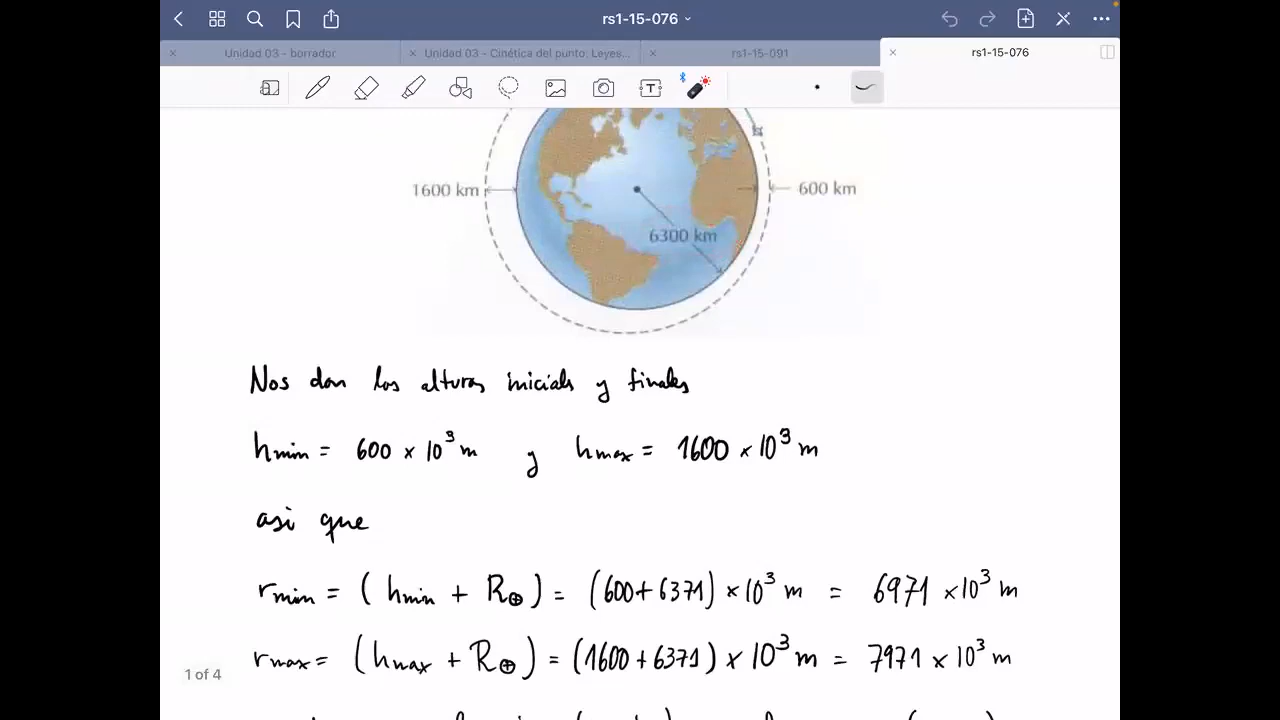 rs1-15-076
Unidad 03 - borrador
Unidad 03 - Cinética del punto: Leyes...
rs1-15-091
rs1-15-076
1600 km
600 km
6300 km
Nos dan las alturas inicials y finales
hmin = 600 × 10³ m y hmax = 1600 × 10³ m
asi que
rmin = (hmin + R⊕) = (600 + 6371) × 10³ m = 6971 × 10³ m
rmax = (hmax + R⊕) = (1600 + 6371) × 10³ m = 7971 × 10³ m
1 of 4